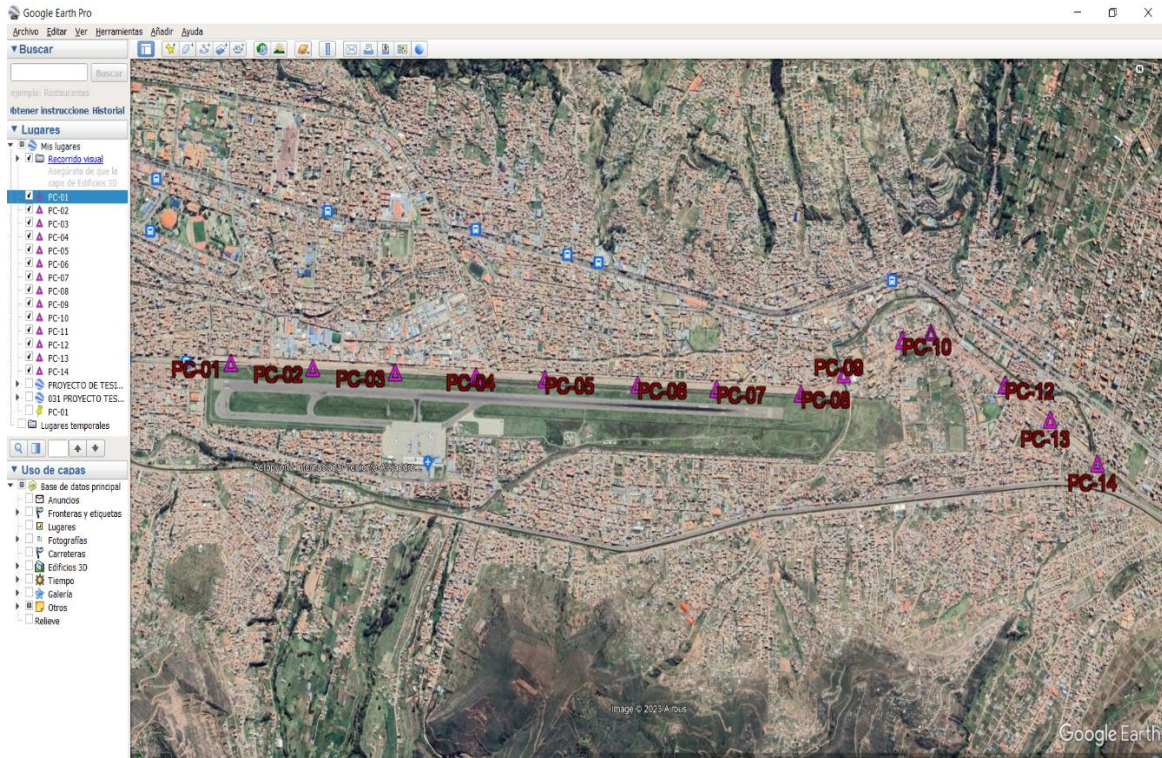 Google Earth Pro
Archivo Editar Ver Herramientas Añadir Ayuda
Buscar
Buscar
ejemplo: Restaurantes
btener instruccione Historial
Lugares
Mis lugares
Recorrido visual
Asegúrate de que la
capa de Edificios 3D
PC-01
PC-02
PC-03
PC-04
PC-05
PC-06
PC-07
PC-08
PC-09
PC-10
PC-11
PC-12
PC-13
PC-14
PROYECTO DE TESI...
031 PROYECTO TES...
PC-01
Lugares temporales
Uso de capas
Base de datos principal
Anuncios
Fronteras y etiquetas
Lugares
Fotografías
Carreteras
Edificios 3D
Tiempo
Galería
Otros
Relieve
PC-01
PC-02
PC-03
PC-04
PC-05
PC-06
PC-07
PC-08
PC-09
PC-10
PC-12
PC-13
PC-14
Image © 2023 Airbus
Google Earth